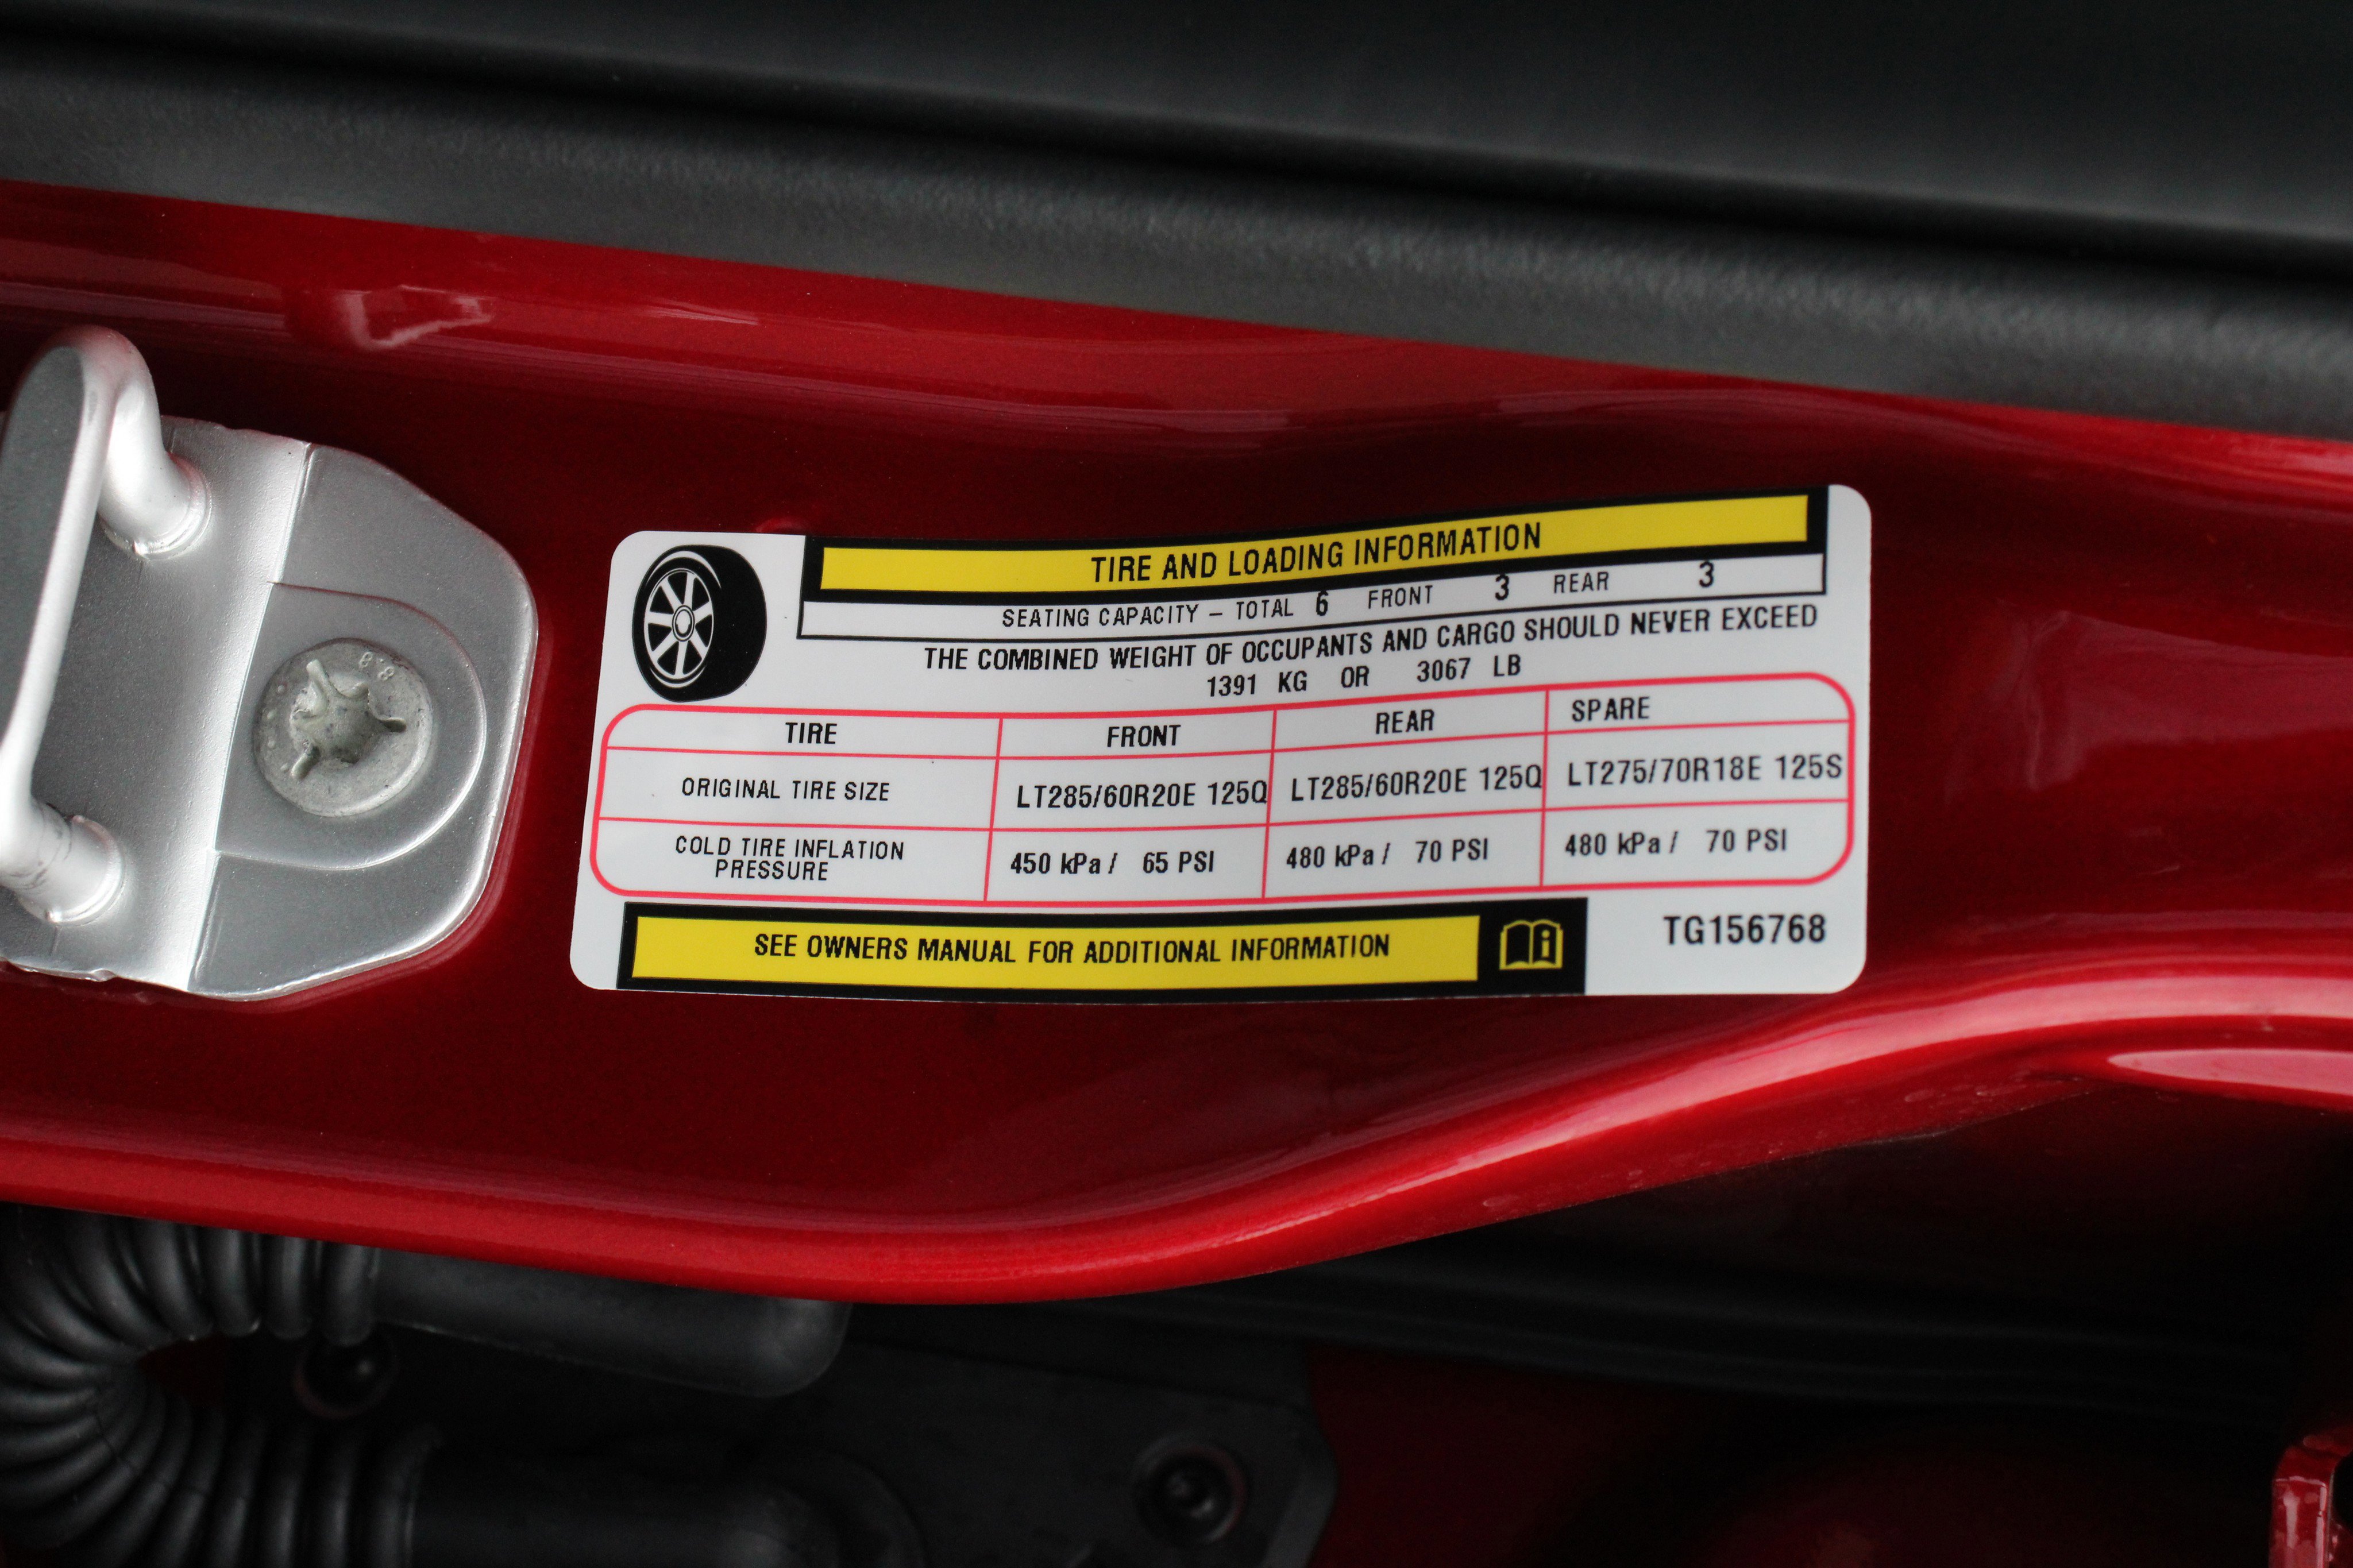 TIRE AND LOADING INFORMATION
SEATING CAPACITY – TOTAL 6 FRONT 3 REAR 3
THE COMBINED WEIGHT OF OCCUPANTS AND CARGO SHOULD NEVER EXCEED
1391 KG OR 3067 LB
TIRE FRONT REAR SPARE
ORIGINAL TIRE SIZE LT285/60R20E 125Q LT285/60R20E 125Q LT275/70R18E 125S
COLD TIRE INFLATION PRESSURE 450 kPa / 65 PSI 480 kPa / 70 PSI 480 kPa / 70 PSI
SEE OWNERS MANUAL FOR ADDITIONAL INFORMATION
TG156768
8.8